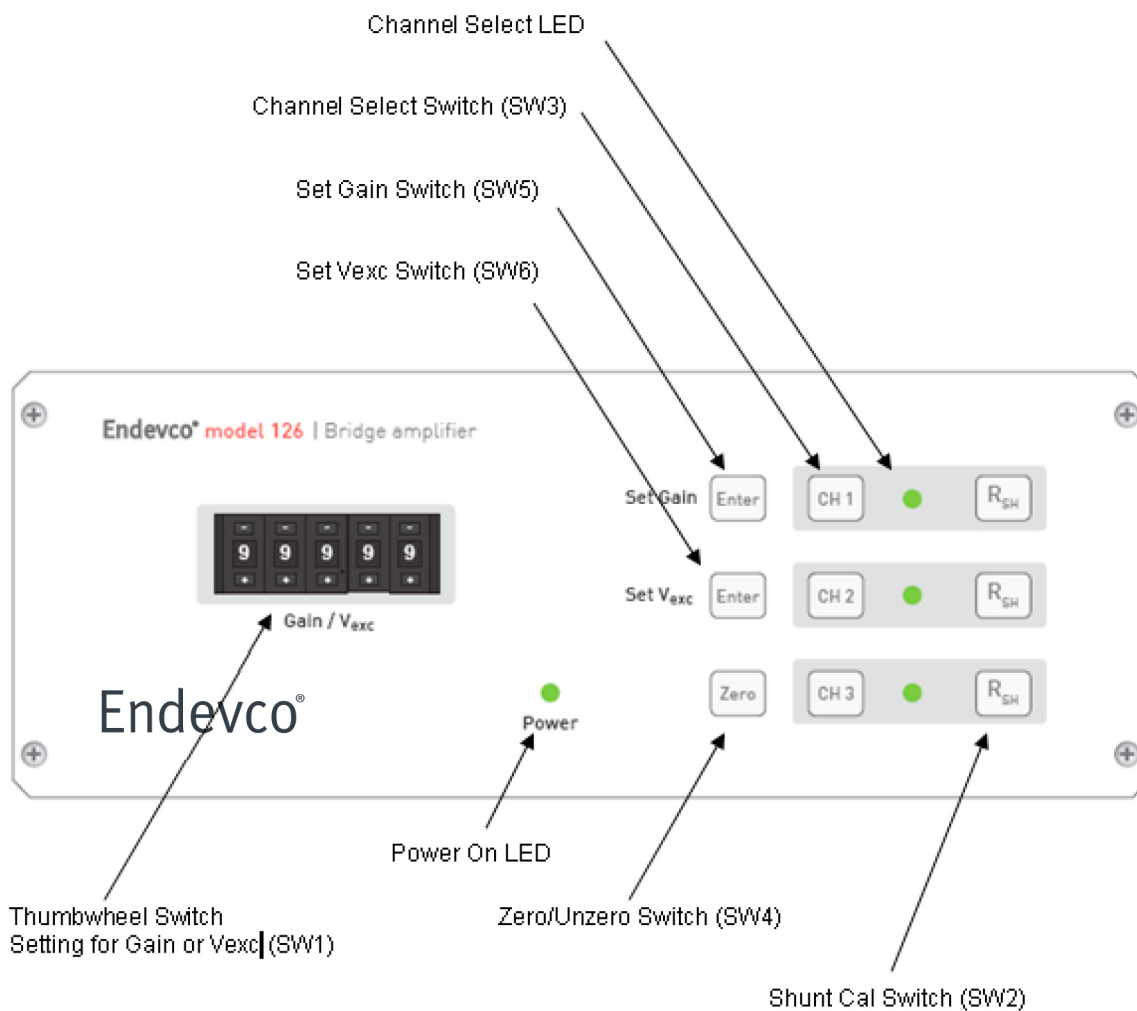 Channel Select LED
Channel Select Switch (SW3)
Set Gain Switch (SW5)
Set Vexc Switch (SW6)
Endevco® model 126 | Bridge amplifier
Set Gain Enter CH 1 RSH
- - - - -
9 9 9 9 9
+ + + + +
Gain / Vexc
Set Vexc Enter CH 2 RSH
Endevco®
Power
Zero CH 3 RSH
Power On LED
Thumbwheel Switch
Setting for Gain or Vexc (SW1)
Zero/Unzero Switch (SW4)
Shunt Cal Switch (SW2)